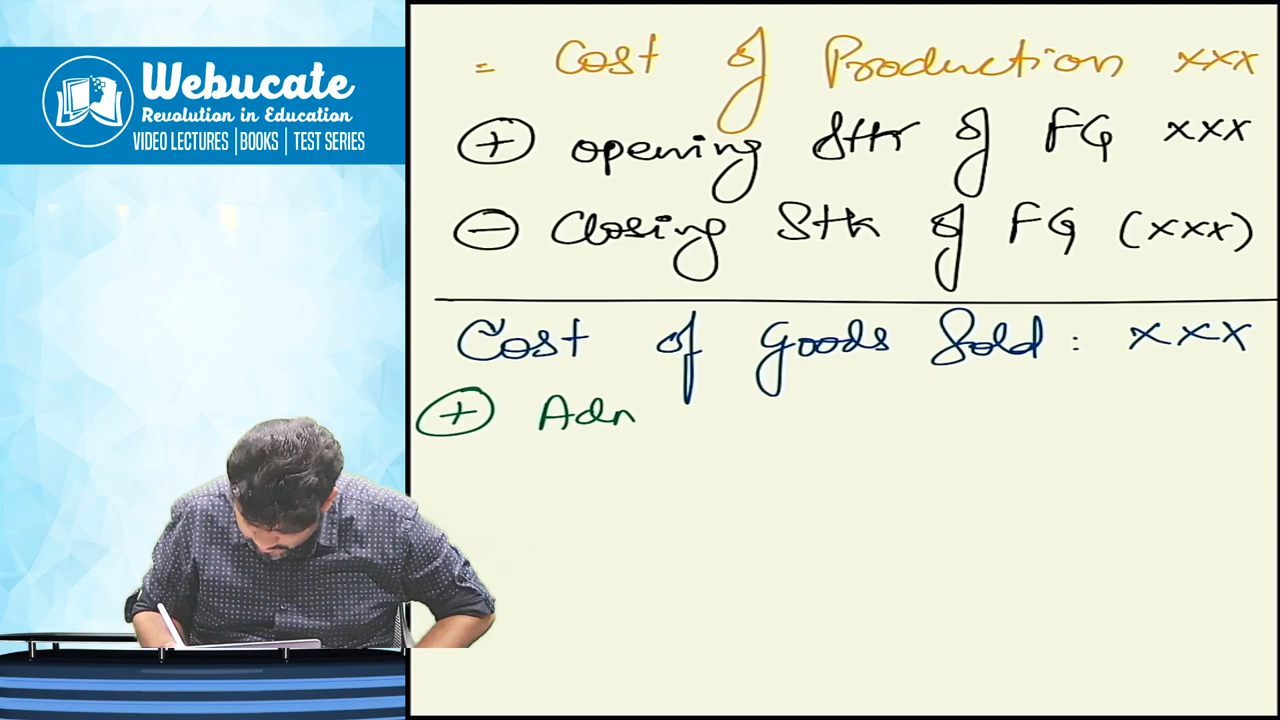 Webucate
Revolution in Education
VIDEO LECTURES | BOOKS | TEST SERIES
= Cost of Production xxx
+ opening Stk of FG xxx
- Closing Stk of FG (xxx)
Cost of Goods Sold : xxx
+ Adn